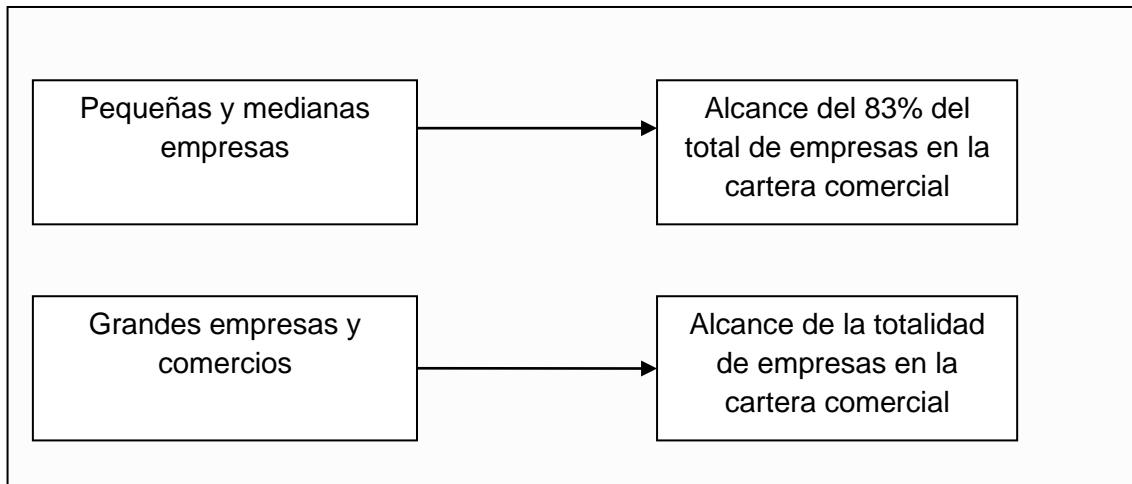 Pequeñas y medianas
empresas
Alcance del 83% del
total de empresas en la
cartera comercial
Grandes empresas y
comercios
Alcance de la totalidad
de empresas en la
cartera comercial